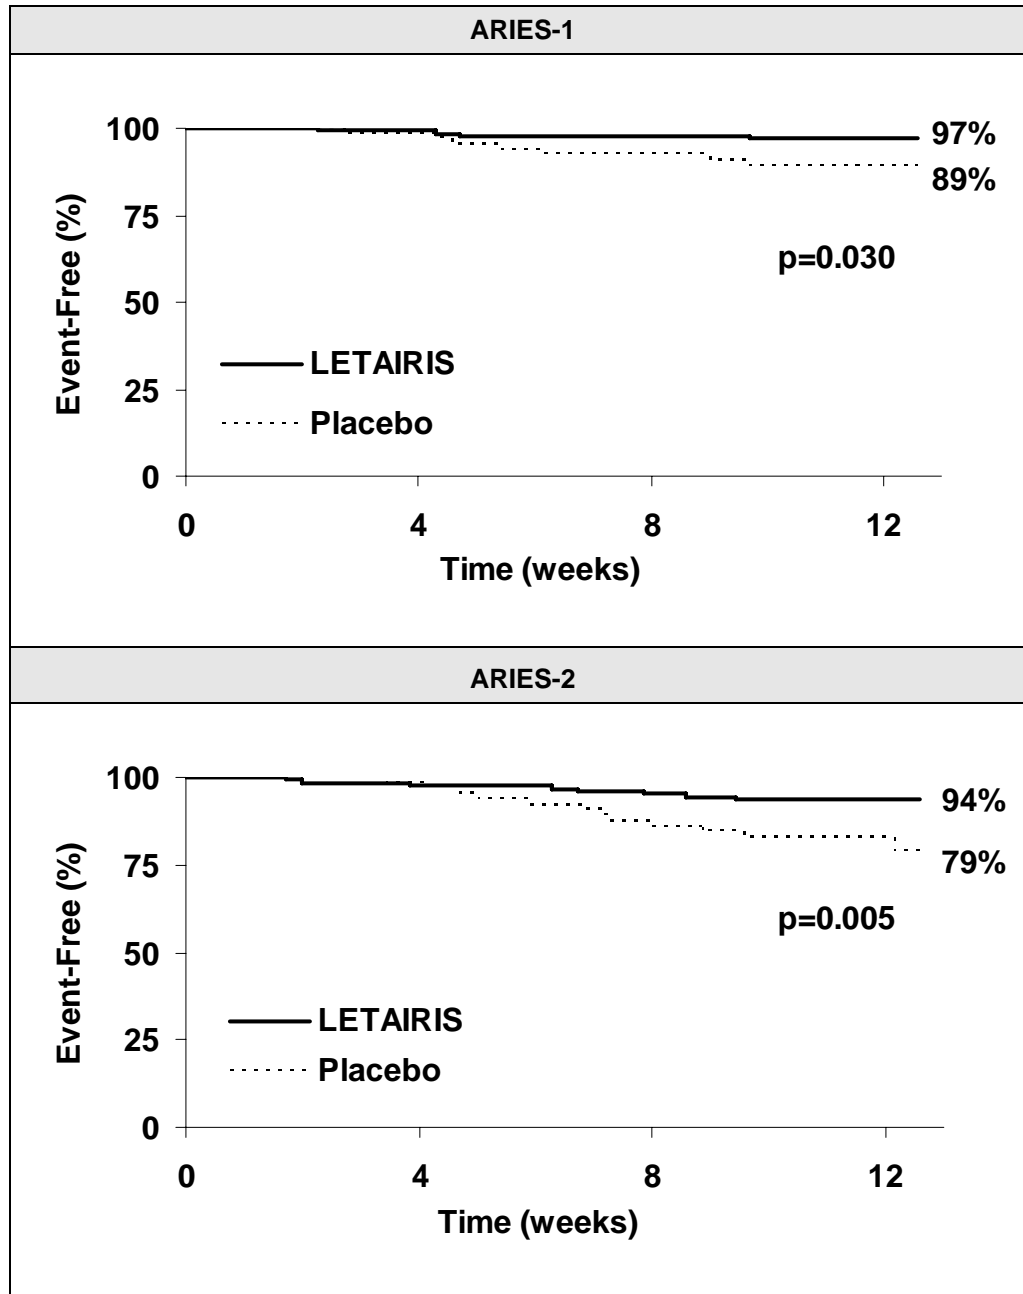 ARIES-1
Event-Free (%)
100
75
50
25
0
97%
89%
p=0.030
LETAIRIS
Placebo
0 4 8 12
Time (weeks)
ARIES-2
Event-Free (%)
100
75
50
25
0
94%
79%
p=0.005
LETAIRIS
Placebo
0 4 8 12
Time (weeks)